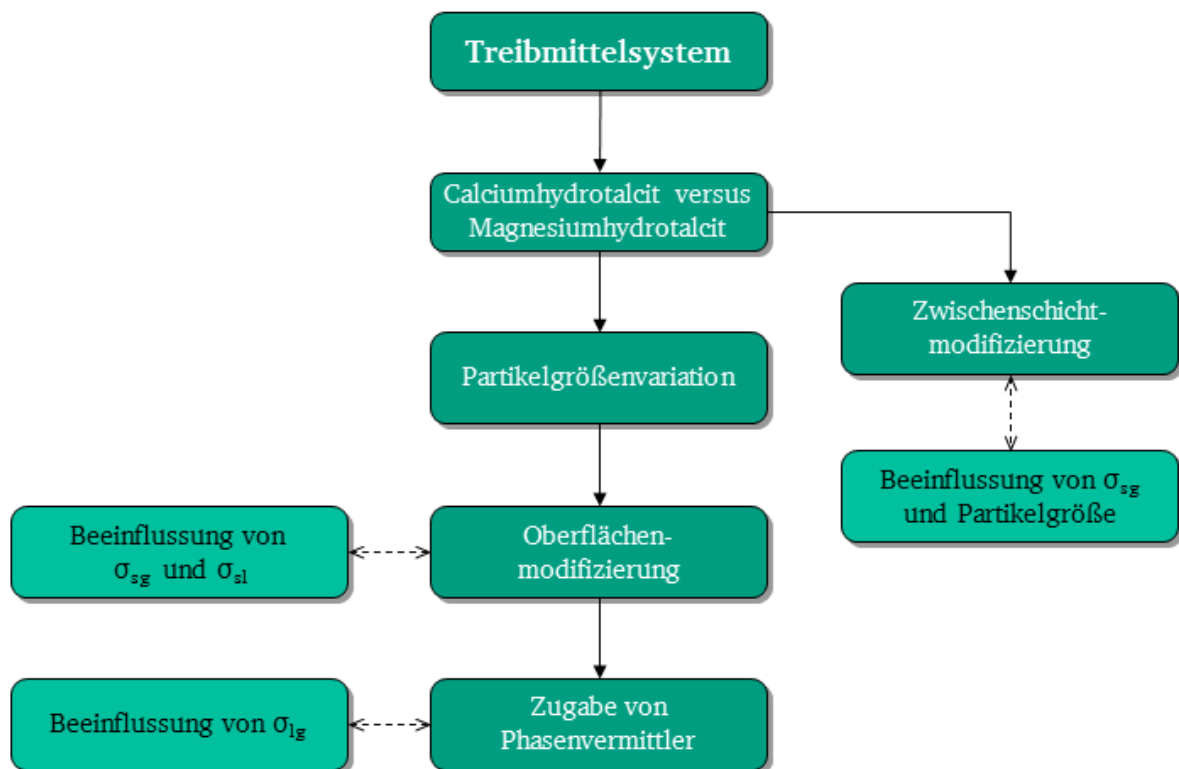 Treibmittelsystem
Calciumhydrotalcit versus
Magnesiumhydrotalcit
Zwischenschicht-
modifizierung
Partikelgrößenvariation
Beeinflussung von σsg
und Partikelgröße
Beeinflussung von
σsg und σsl
Oberflächen-
modifizierung
Beeinflussung von σlg
Zugabe von
Phasenvermittler